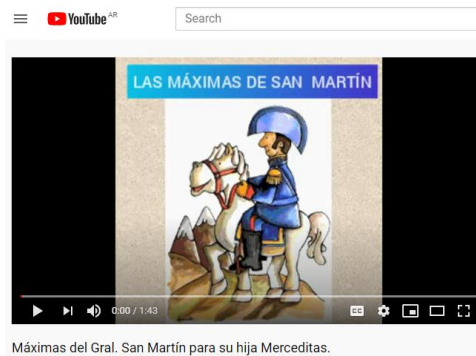 YouTube AR
Search
LAS MÁXIMAS DE SAN MARTÍN
0:00 / 1:43
CC
Máximas del Gral. San Martín para su hija Merceditas.